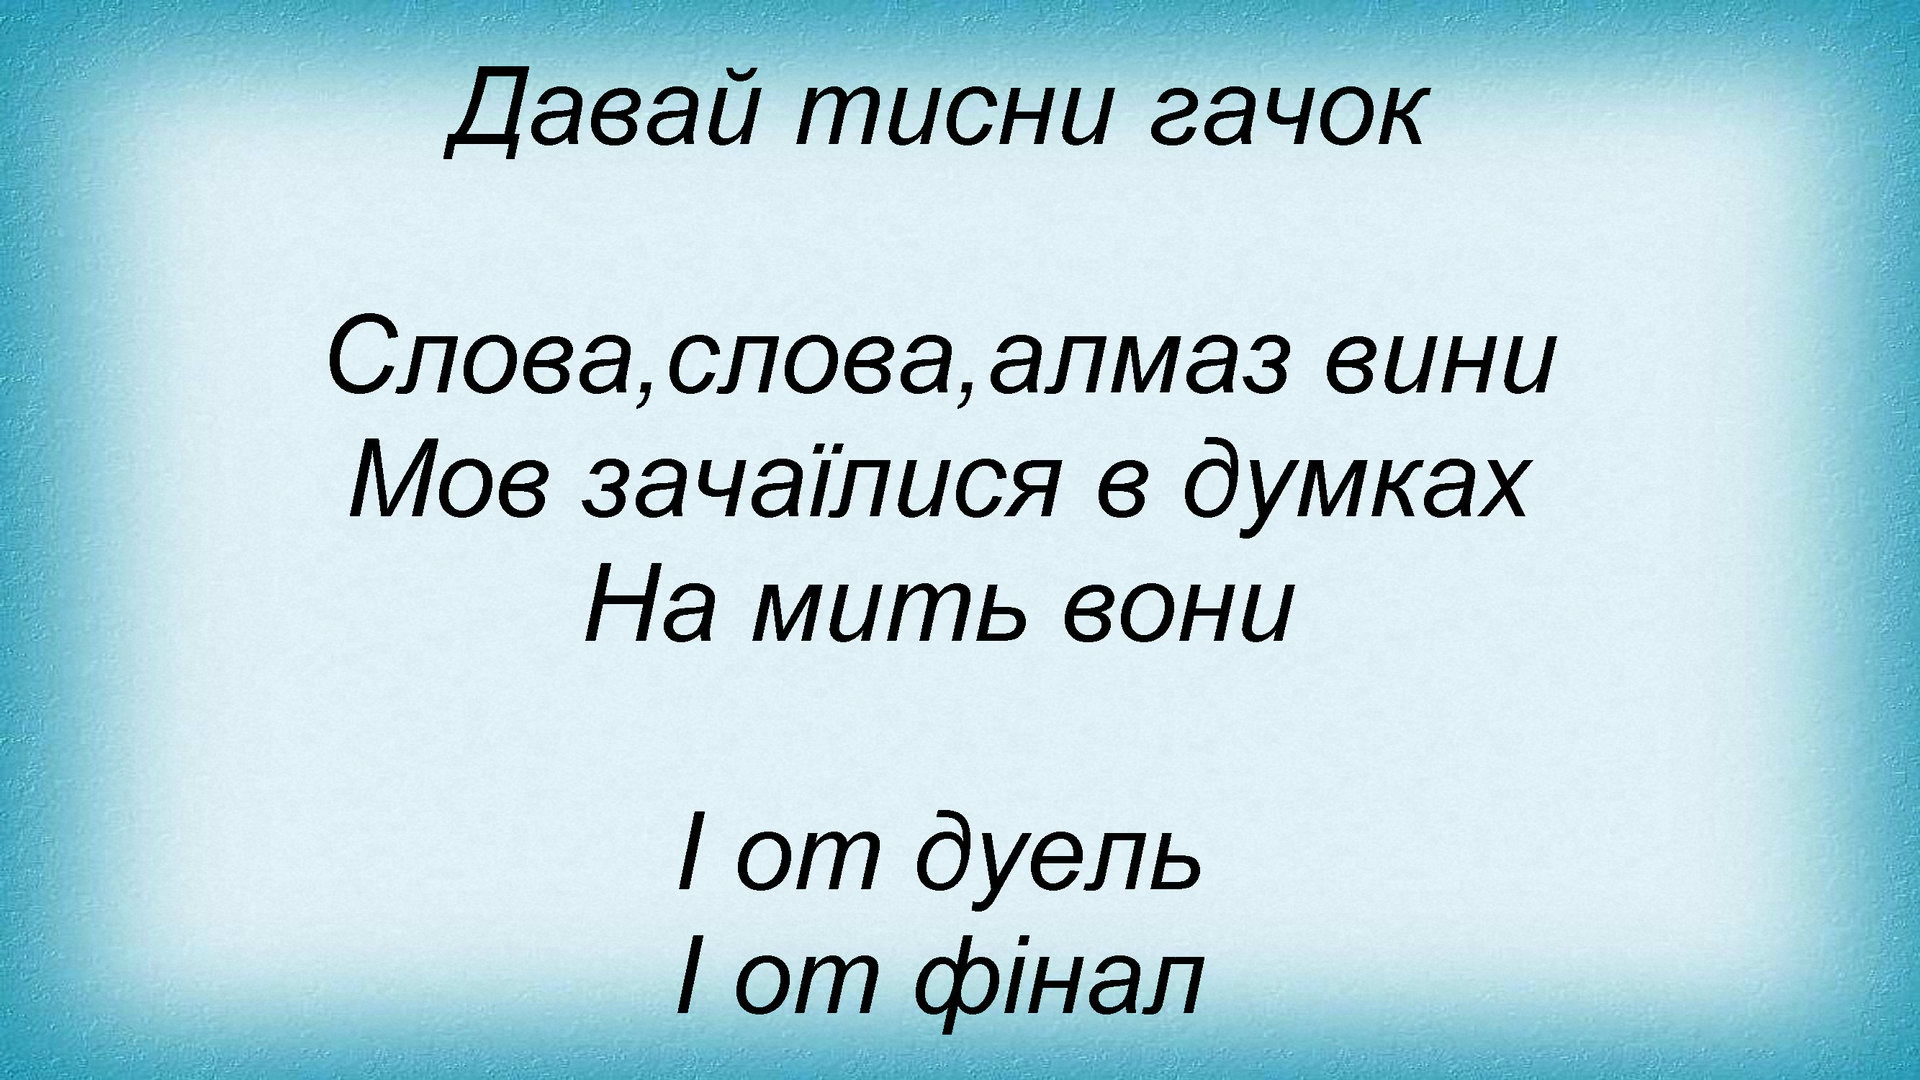 Давай тисни гачок
Слова,слова,алмаз вини
Мов зачаїлися в думках
На мить вони
І от дуель
І от фінал